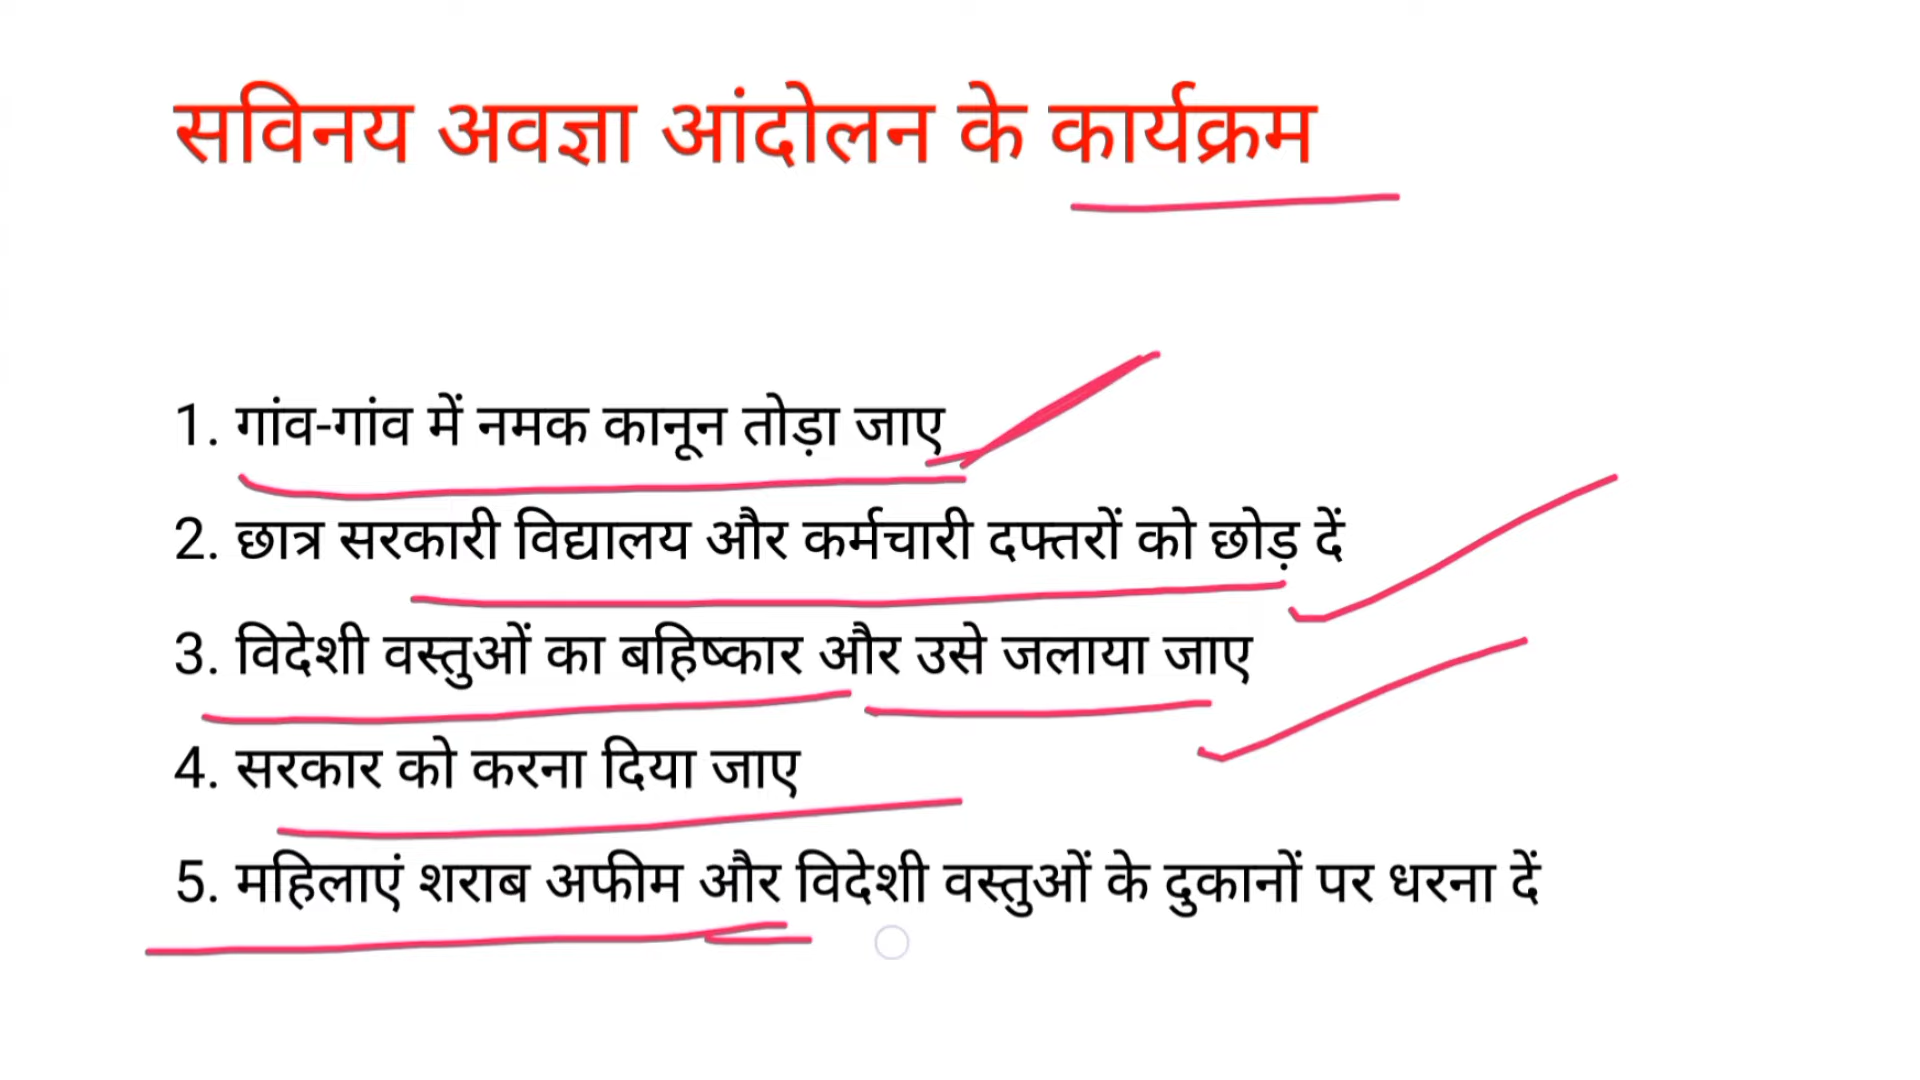 सविनय अवज्ञा आंदोलन के कार्यक्रम
1. गांव-गांव में नमक कानून तोड़ा जाए
2. छात्र सरकारी विद्यालय और कर्मचारी दफ्तरों को छोड़ दें
3. विदेशी वस्तुओं का बहिष्कार और उसे जलाया जाए
4. सरकार को करना दिया जाए
5. महिलाएं शराब अफीम और विदेशी वस्तुओं के दुकानों पर धरना दें